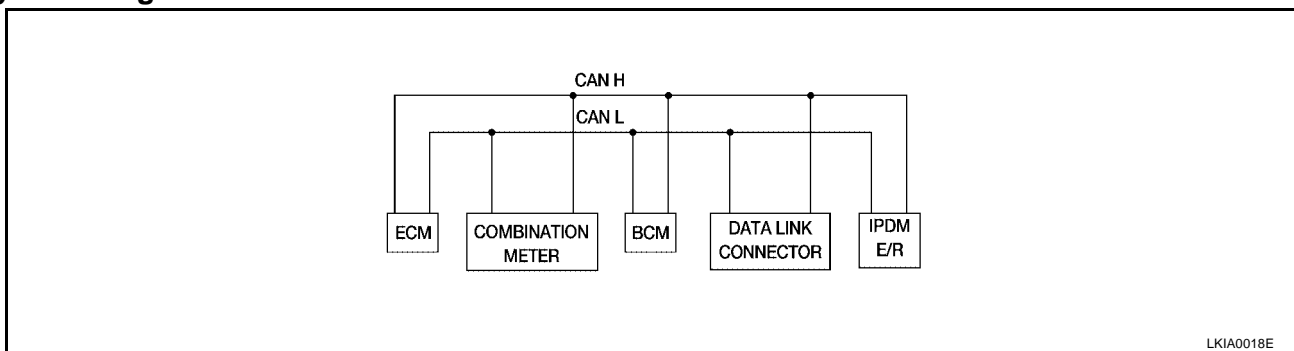 CAN H
CAN L
ECM
COMBINATION
METER
BCM
DATA LINK
CONNECTOR
IPDM
E/R
LKIA0018E